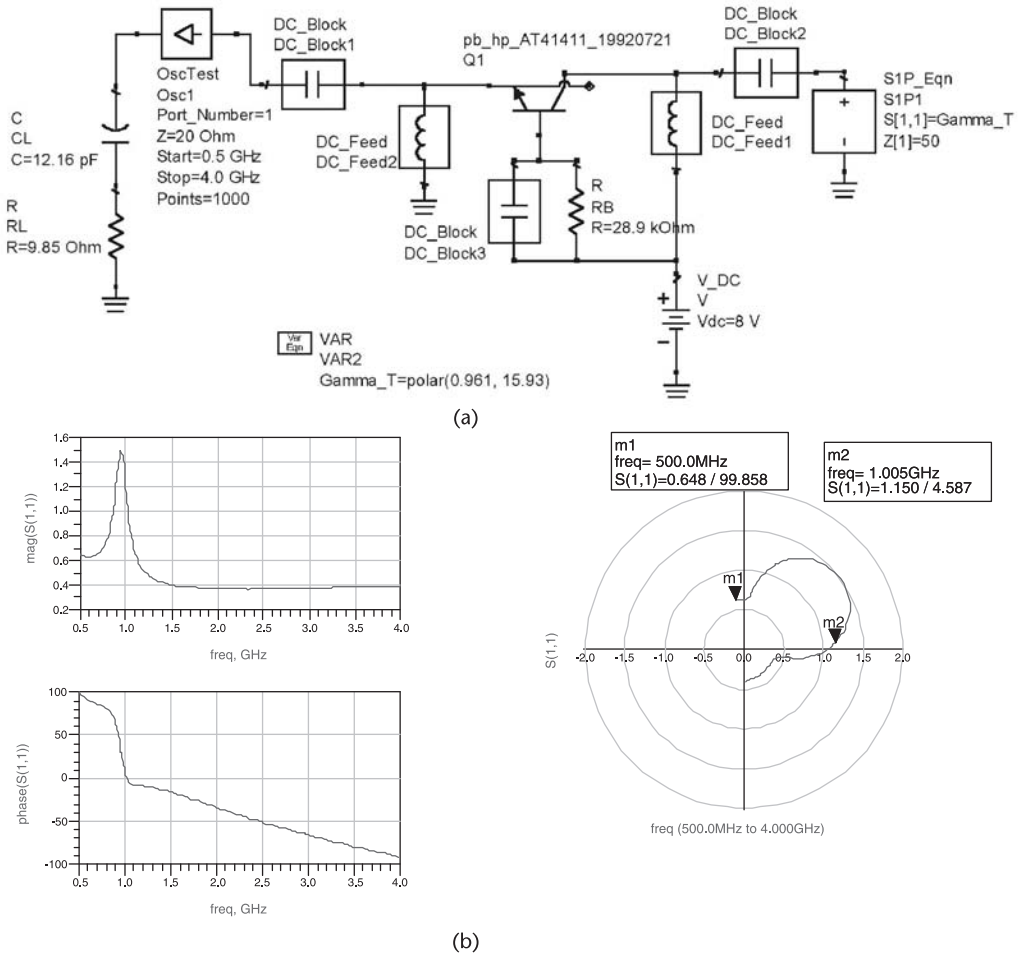 DC_Block
DC_Block1
pb_hp_AT41411_19920721
Q1
DC_Block
DC_Block2
OscTest
Osc1
Port_Number=1
Z=20 Ohm
Start=0.5 GHz
Stop=4.0 GHz
Points=1000
C
CL
C=12.16 pF
R
RL
R=9.85 Ohm
DC_Feed
DC_Feed2
DC_Block
DC_Block3
R
RB
R=28.9 kOhm
DC_Feed
DC_Feed1
+
-
S1P_Eqn
S1P1
S[1,1]=Gamma_T
Z[1]=50
+
−
V_DC
V
Vdc=8 V
Var
Eqn
VAR
VAR2
Gamma_T=polar(0.961, 15.93)
(a)
mag(S(1,1))
1.6
1.4
1.2
1.0
0.8
0.6
0.4
0.2
0.5 1.0 1.5 2.0 2.5 3.0 3.5 4.0
freq, GHz
phase(S(1,1))
100
50
0
-50
-100
0.5 1.0 1.5 2.0 2.5 3.0 3.5 4.0
freq, GHz
m1
freq= 500.0MHz
S(1,1)=0.648 / 99.858
m2
freq= 1.005GHz
S(1,1)=1.150 / 4.587
m1
m2
S(1,1)
-2.0 -1.5 -1.0 -0.5 0.0 0.5 1.0 1.5 2.0
freq (500.0MHz to 4.000GHz)
(b)